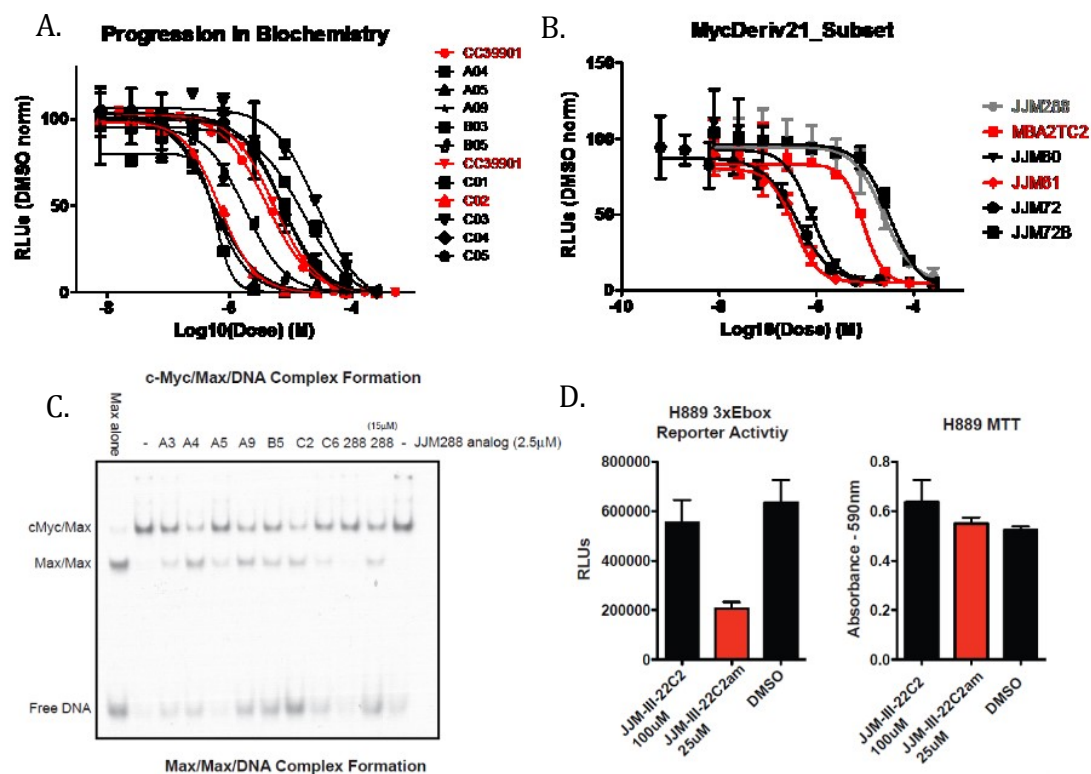 A.
Progression in Biochemistry
RLUs (DMSO norm)
100
50
0
-8
-6
-4
Log10(Dose) (M)
CC39901
A04
A05
A09
B03
B05
CC39901
C01
C02
C03
C04
C05
B.
MycDeriv21_Subset
RLUs (DMSO norm)
150
100
50
0
-10
-8
-6
-4
Log10(Dose) (M)
JJM288
MBA2TC2
JJM60
JJM61
JJM72
JJM72B
C.
c-Myc/Max/DNA Complex Formation
Max alone
(15μM)
- A3 A4 A5 A9 B5 C2 C6 288 288 - JJM288 analog (2.5μM)
cMyc/Max
Max/Max
Free DNA
Max/Max/DNA Complex Formation
D.
H889 3xEbox
Reporter Activtiy
RLUs
800000
600000
400000
200000
0
JJM-III-22C2
100uM
JJM-III-22C2am
25uM
DMSO
H889 MTT
Absorbance - 590nm
0.8
0.6
0.4
0.2
0.0
JJM-III-22C2
100uM
JJM-III-22C2am
25uM
DMSO